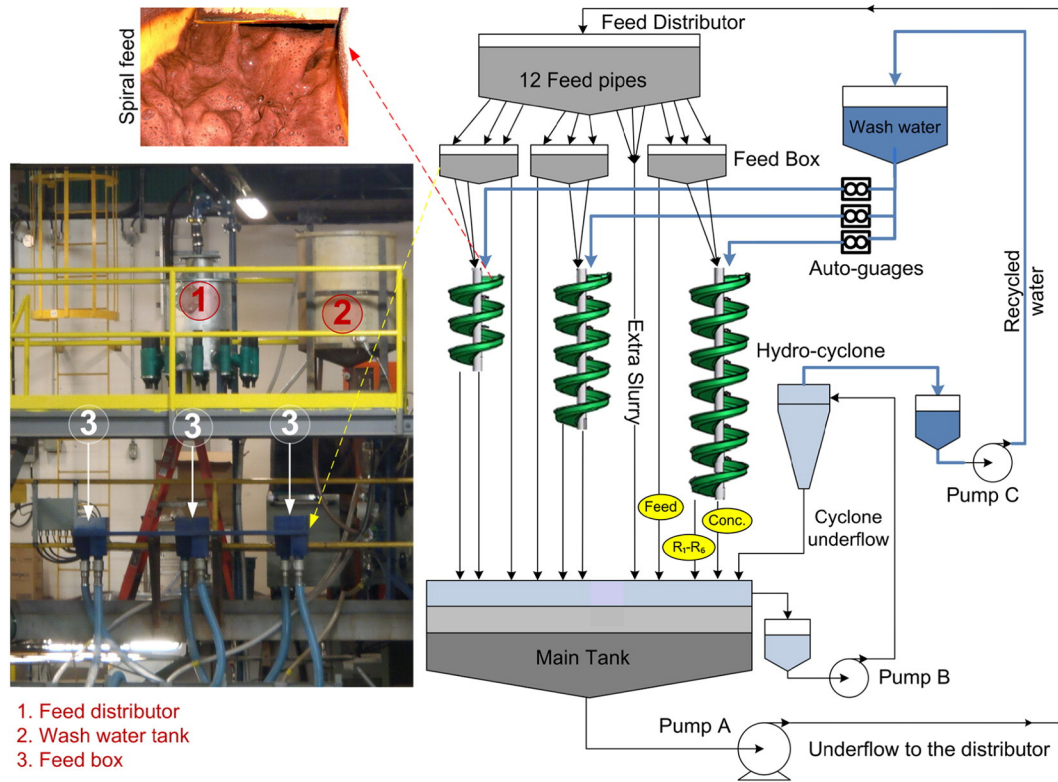 Spiral feed
1
2
3
3
3
1. Feed distributor
2. Wash water tank
3. Feed box
Feed Distributor
12 Feed pipes
Feed Box
Wash water
Auto-guages
Recycled
water
Extra Slurry
Hydro-cyclone
Pump C
Feed
Conc.
R₁-R₆
Cyclone
underflow
Main Tank
Pump B
Pump A
Underflow to the distributor